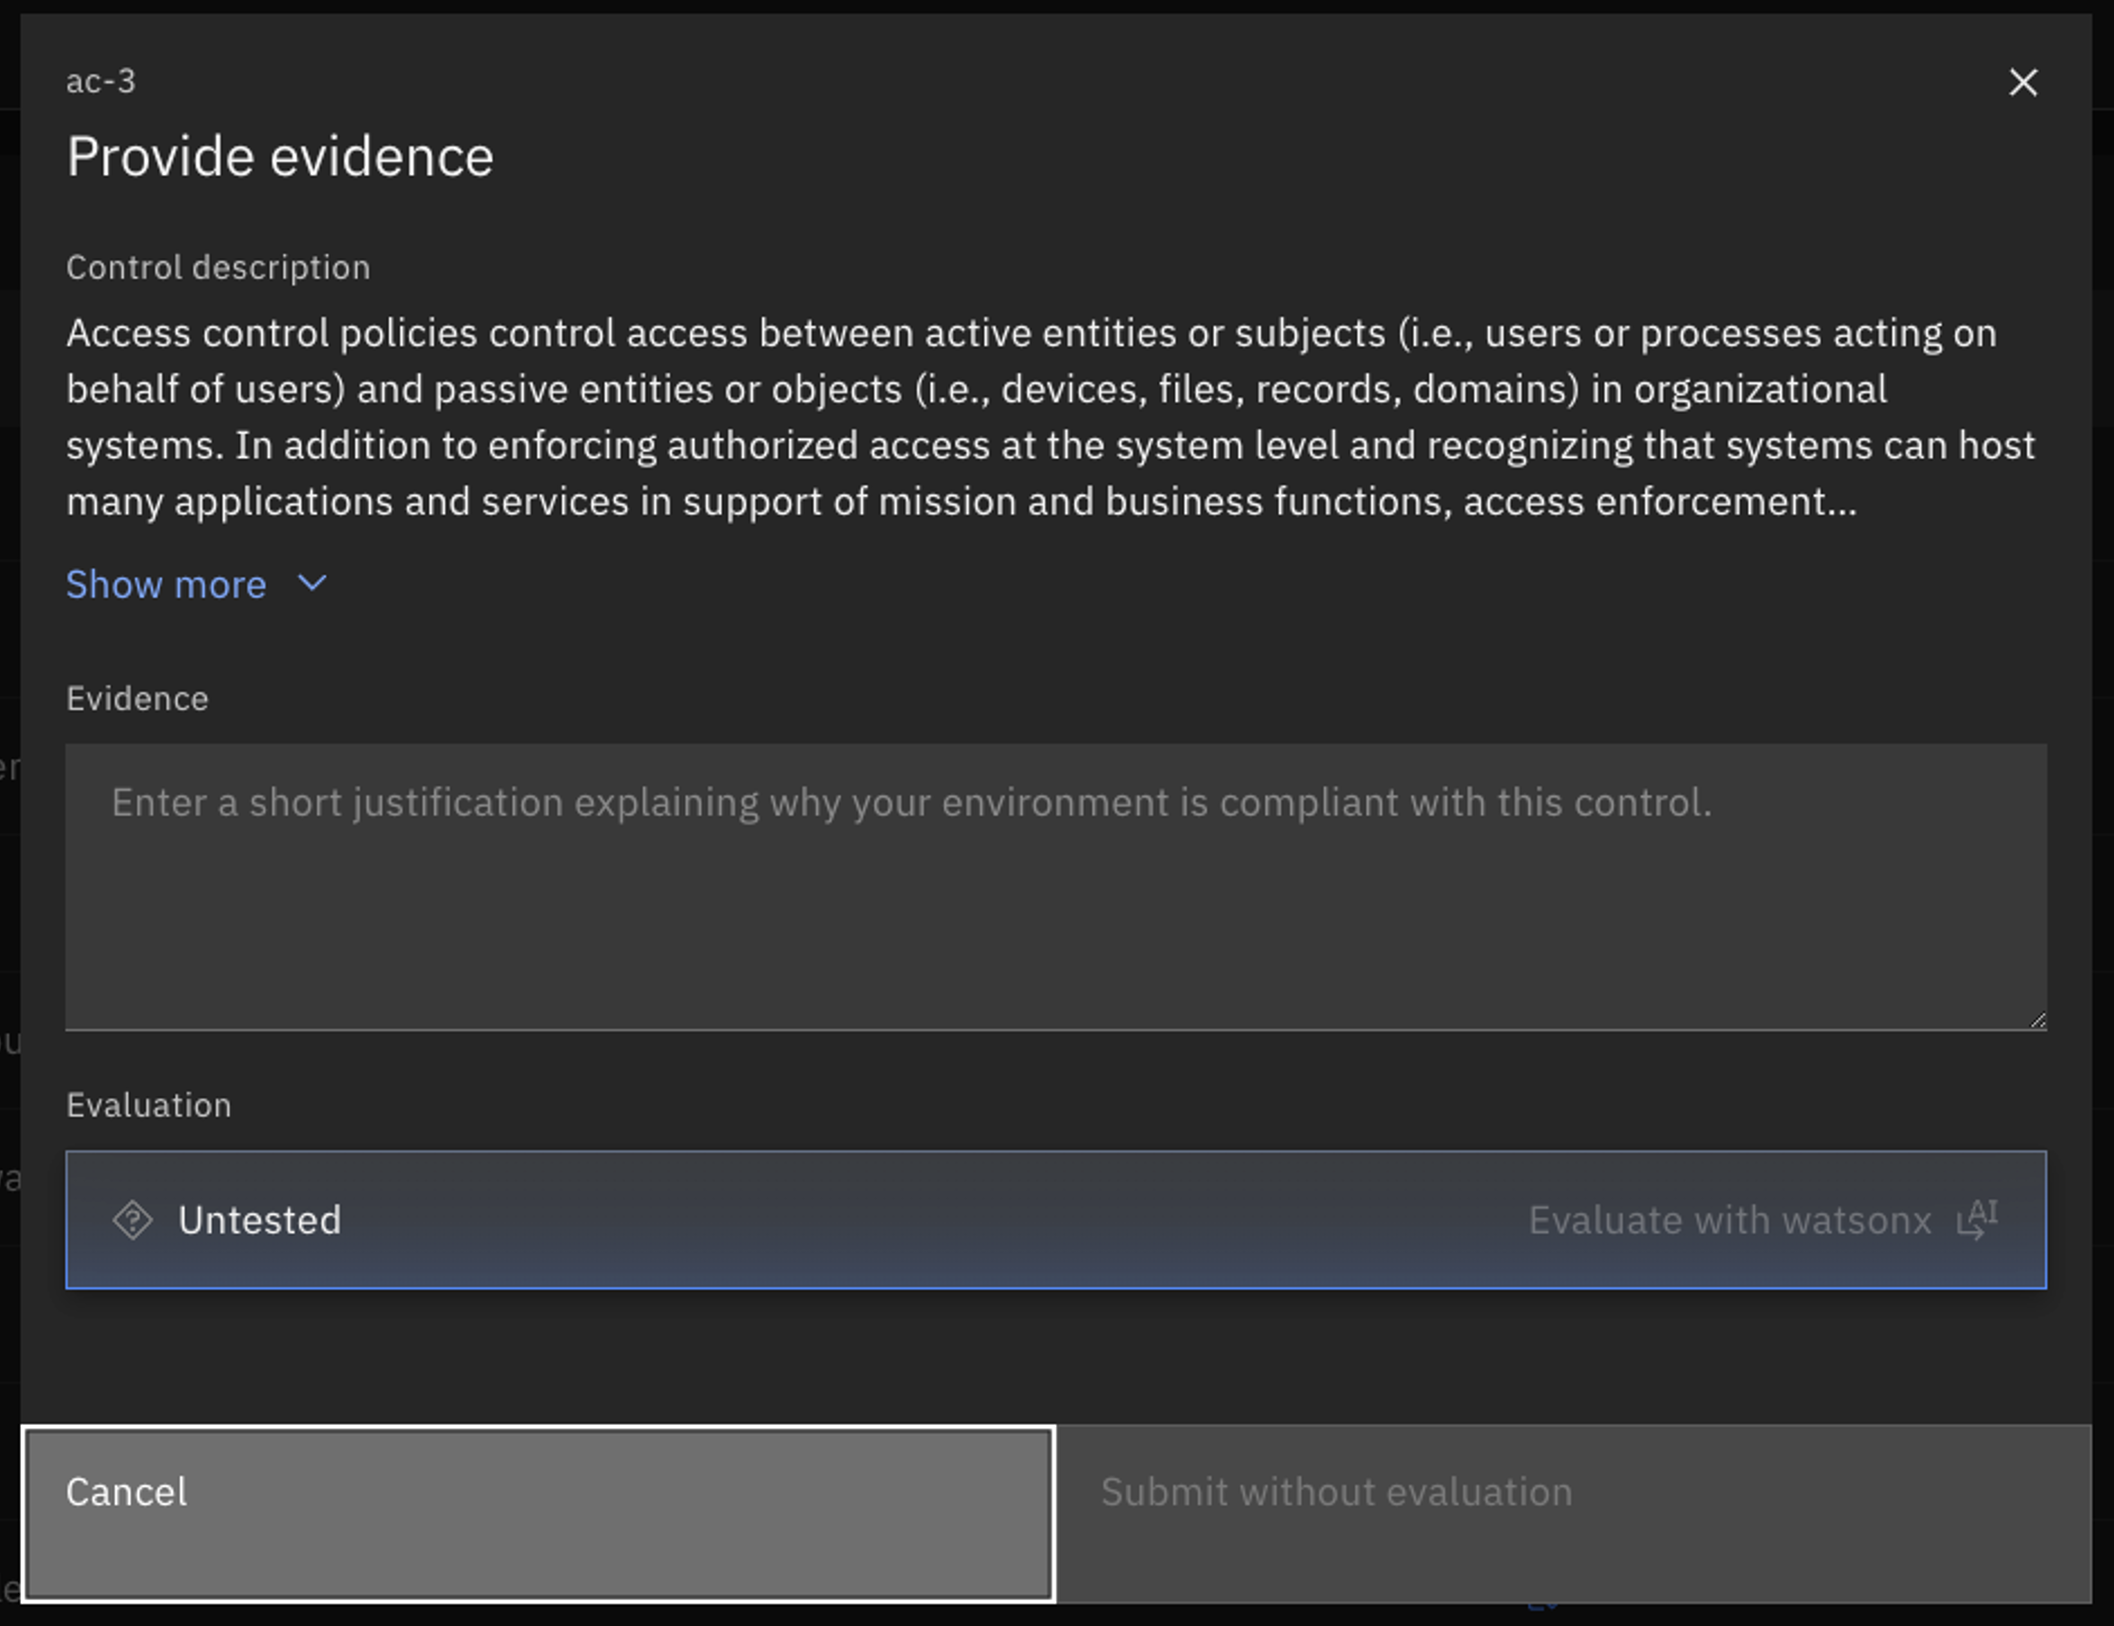 ac-3
Provide evidence
Control description
Access control policies control access between active entities or subjects (i.e., users or processes acting on
behalf of users) and passive entities or objects (i.e., devices, files, records, domains) in organizational
systems. In addition to enforcing authorized access at the system level and recognizing that systems can host
many applications and services in support of mission and business functions, access enforcement...
Show more
Evidence
Enter a short justification explaining why your environment is compliant with this control.
Evaluation
Untested
Evaluate with watsonx AI
Cancel
Submit without evaluation